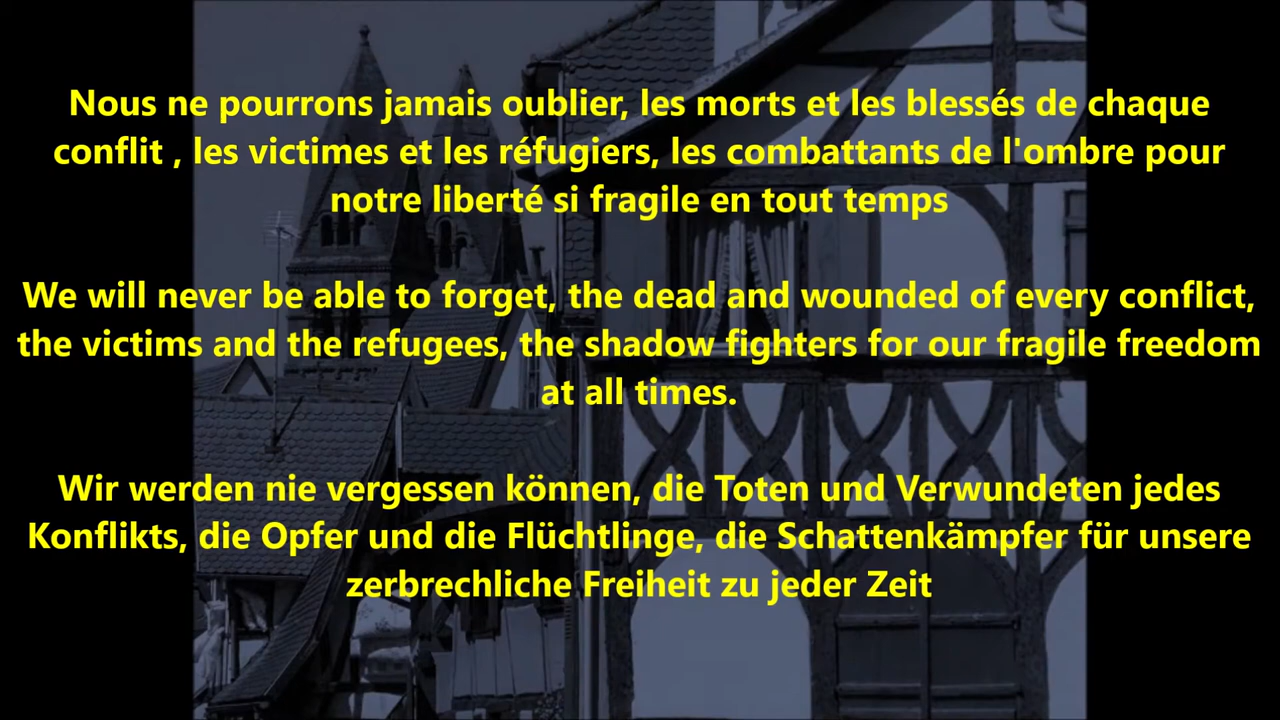 Nous ne pourrons jamais oublier, les morts et les blessés de chaque
conflit , les victimes et les réfugiers, les combattants de l'ombre pour
notre liberté si fragile en tout temps
We will never be able to forget, the dead and wounded of every conflict,
the victims and the refugees, the shadow fighters for our fragile freedom
at all times.
Wir werden nie vergessen können, die Toten und Verwundeten jedes
Konflikts, die Opfer und die Flüchtlinge, die Schattenkämpfer für unsere
zerbrechliche Freiheit zu jeder Zeit